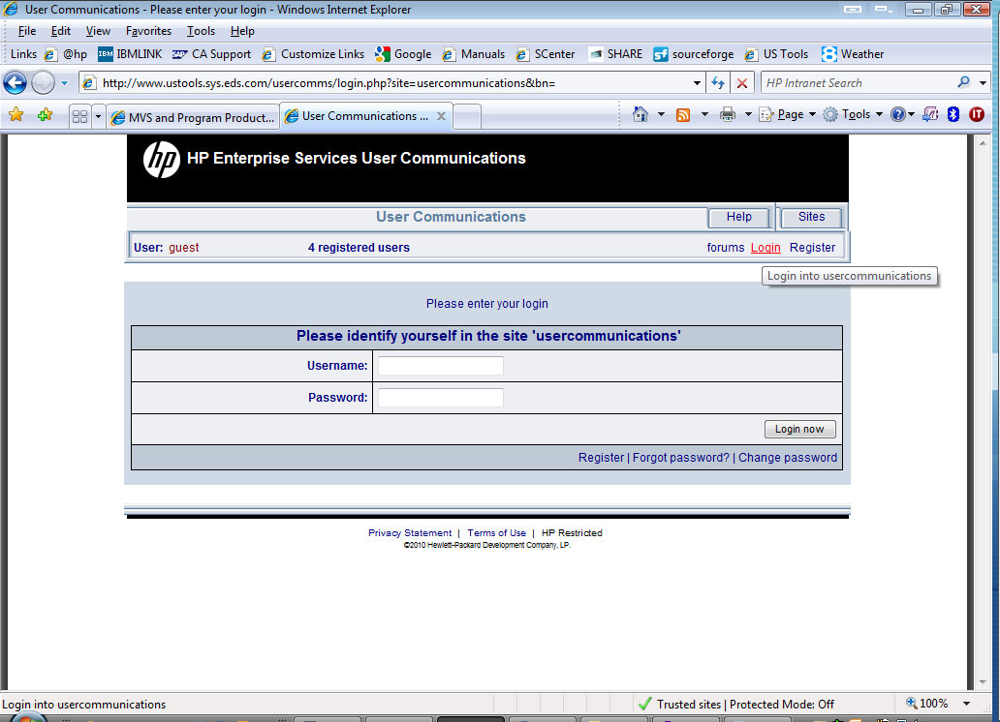 User Communications - Please enter your login - Windows Internet Explorer
File Edit View Favorites Tools Help
Links @hp IBM IBMLINK CA Support Customize Links Google Manuals SCenter SHARE sf sourceforge US Tools Weather
http://www.ustools.sys.eds.com/usercomms/login.php?site=usercommunications&bn= HP Intranet Search
MVS and Program Product... User Communications ... Page Tools
hp HP Enterprise Services User Communications
User Communications Help Sites
User: guest 4 registered users forums Login Register
Login into usercommunications
Please enter your login
Please identify yourself in the site 'usercommunications'
Username:
Password:
Login now
Register | Forgot password? | Change password
Privacy Statement | Terms of Use | HP Restricted
©2010 Hewlett-Packard Development Company, LP.
Login into usercommunications Trusted sites | Protected Mode: Off 100%